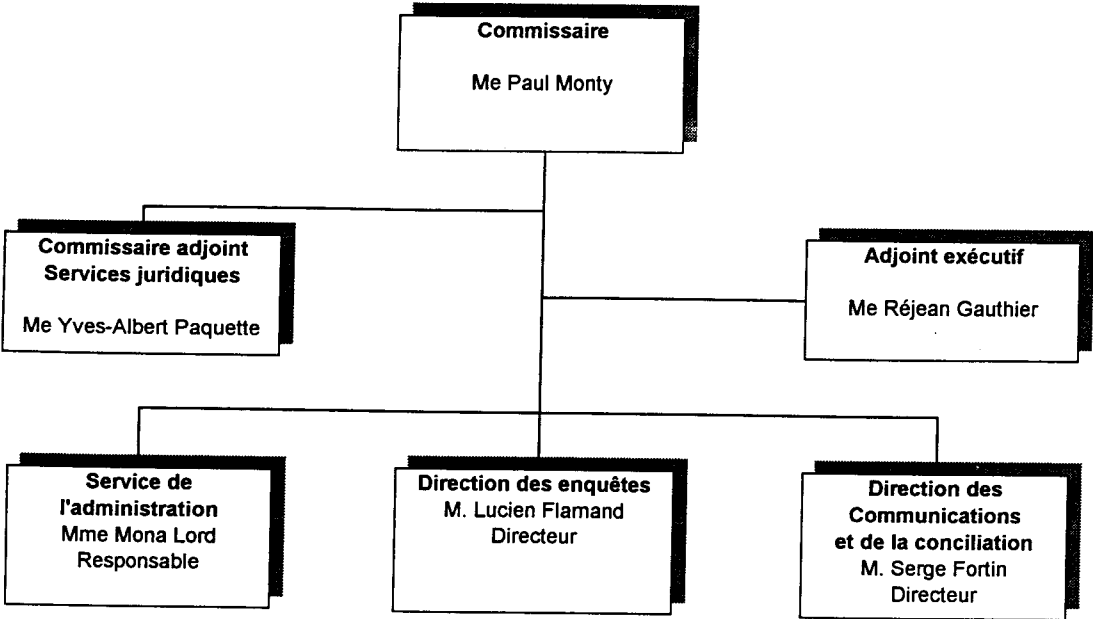 Commissaire
Me Paul Monty
Commissaire adjoint
Services juridiques
Me Yves-Albert Paquette
Adjoint exécutif
Me Réjean Gauthier
Service de
l'administration
Mme Mona Lord
Responsable
Direction des enquêtes
M. Lucien Flamand
Directeur
Direction des
Communications
et de la conciliation
M. Serge Fortin
Directeur